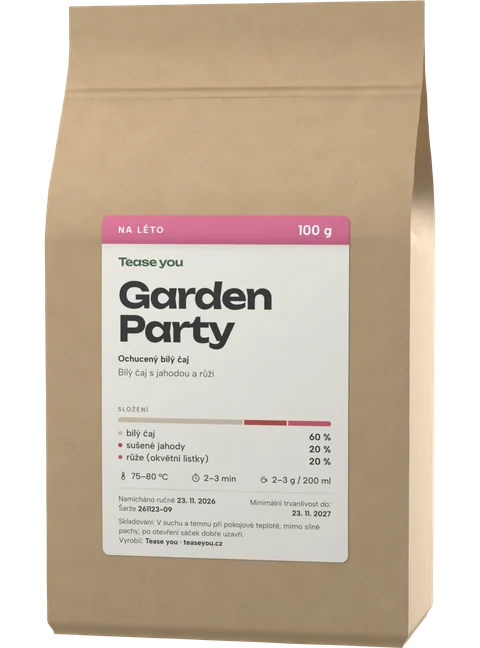 NA LÉTO 100 g
Tease you
Garden
Party
Ochucený bílý čaj
Bílý čaj s jahodou a růží
SLOŽENÍ
bílý čaj 60 %
sušené jahody 20 %
růže (okvětní lístky) 20 %
75–80 °C 2–3 min 2–3 g / 200 ml
Namícháno ručně 23. 11. 2026 Minimální trvanlivost do:
Šarže 261123-09 23. 11. 2027
Skladování: V suchu a temnu při pokojové teplotě, mimo silné
pachy; po otevření sáček dobře uzavři.
Vyrobil: Tease you · teaseyou.cz